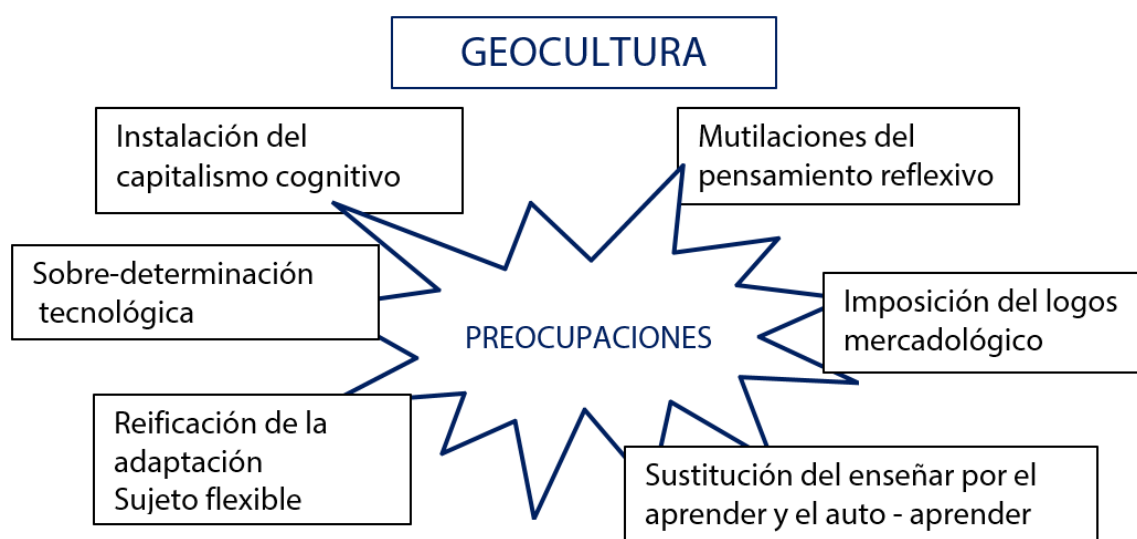 GEOCULTURA
Instalación del
capitalismo cognitivo
Mutilaciones del
pensamiento reflexivo
Sobre-determinación
tecnológica
PREOCUPACIONES
Imposición del logos
mercadológico
Reificación de la
adaptación
Sujeto flexible
Sustitución del enseñar por el
aprender y el auto - aprender